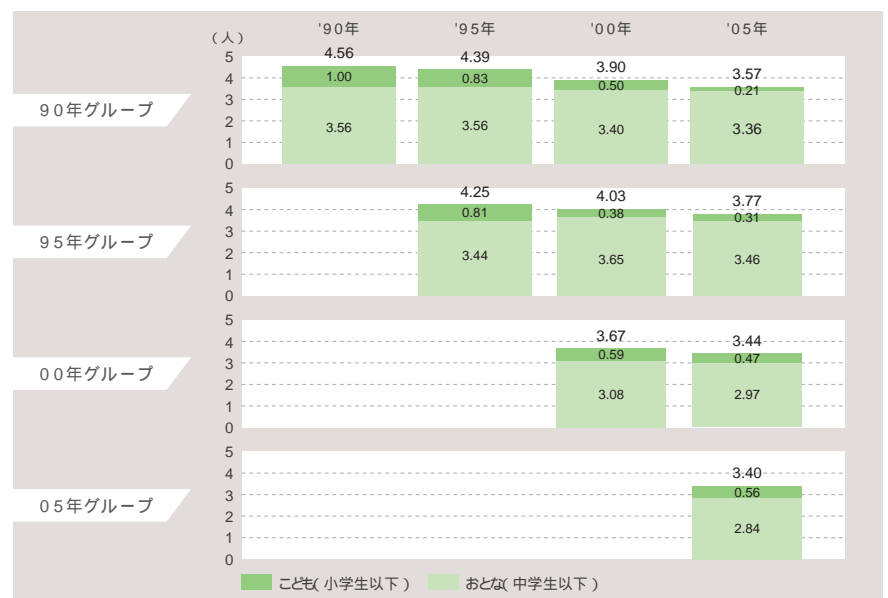 '90年 '95年 '00年 '05年
(人)
90年グループ
5
4
3
2
1
0
4.56 4.39 3.90 3.57
1.00 0.83 0.50 0.21
3.56 3.56 3.40 3.36
95年グループ
5
4
3
2
1
0
4.25 4.03 3.77
0.81 0.38 0.31
3.44 3.65 3.46
00年グループ
5
4
3
2
1
0
3.67 3.44
0.59 0.47
3.08 2.97
05年グループ
5
4
3
2
1
0
3.40
0.56
2.84
こども(小学生以下) おとな(中学生以下)